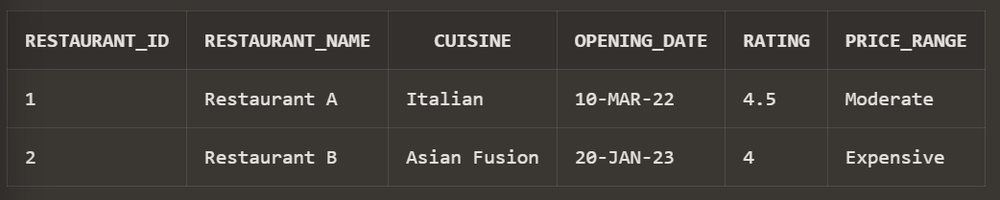 RESTAURANT_ID RESTAURANT_NAME CUISINE OPENING_DATE RATING PRICE_RANGE
1 Restaurant A Italian 10-MAR-22 4.5 Moderate
2 Restaurant B Asian Fusion 20-JAN-23 4 Expensive